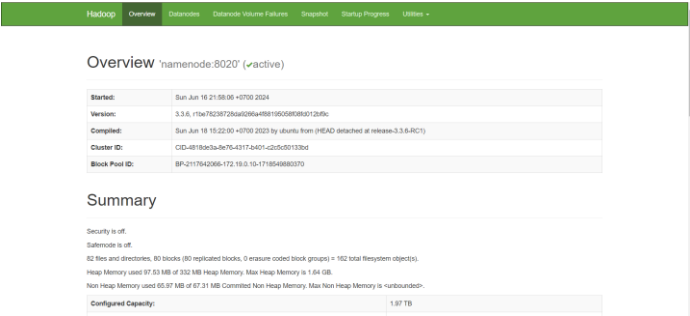 Hadoop Overview Datanodes Datanode Volume Failures Snapshot Startup Progress Utilities
Overview 'namenode:8020' (✔active)
Started: Sun Jun 16 21:58:06 +0700 2024
Version: 3.3.6, r1be78238728da9266a4f88195058f08fd012bf9c
Compiled: Sun Jun 18 15:22:00 +0700 2023 by ubuntu from (HEAD detached at release-3.3.6-RC1)
Cluster ID: CID-4818de3a-8e76-4317-b401-c2c5c50133bd
Block Pool ID: BP-2117642066-172.19.0.10-1718549880370
Summary
Security is off.
Safemode is off.
82 files and directories, 80 blocks (80 replicated blocks, 0 erasure coded block groups) = 162 total filesystem object(s).
Heap Memory used 97.53 MB of 332 MB Heap Memory. Max Heap Memory is 1.64 GB.
Non Heap Memory used 65.97 MB of 67.31 MB Commited Non Heap Memory. Max Non Heap Memory is <unbounded>.
Configured Capacity: 1.97 TB